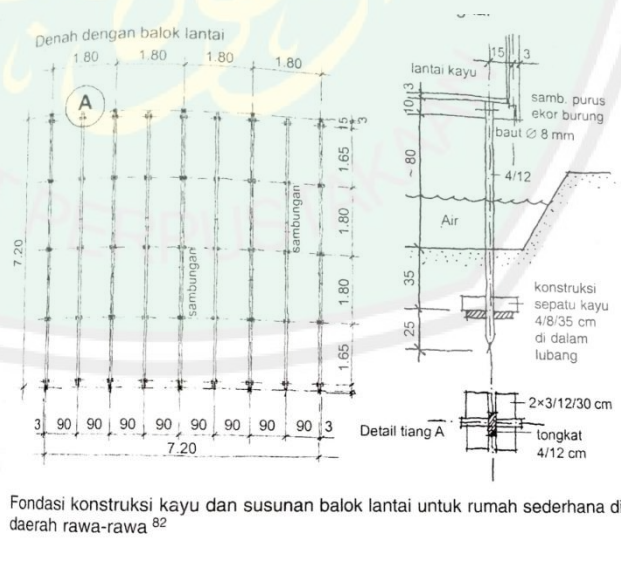 Denah dengan balok lantai
1.80 1.80 1.80 1.80
A
15 3
1.65
1.80
1.80
1.65
7.20
sambungan
sambungan
3 90 90 90 90 90 90 90 90 3
7.20
15 3
lantai kayu
10 3
samb. purus
ekor burung
baut Ø 8 mm
~80
4/12
Air
35
25
konstruksi
sepatu kayu
4/8/35 cm
di dalam
lubang
2×3/12/30 cm
Detail tiang A
tongkat
4/12 cm
PERPUSTAKAAN
Fondasi konstruksi kayu dan susunan balok lantai untuk rumah sederhana di
daerah rawa-rawa 82